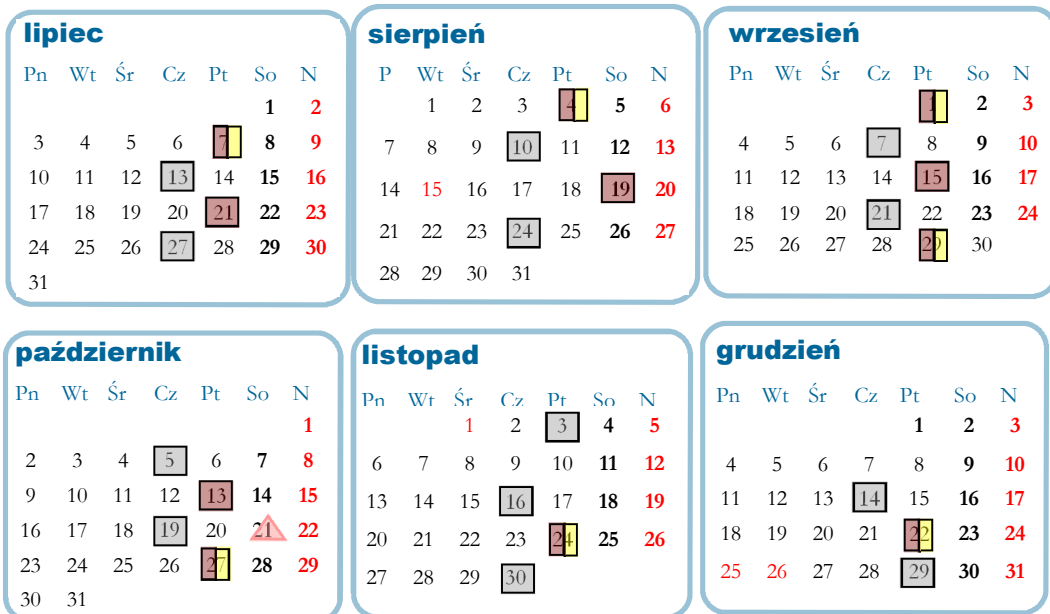 lipiec
Pn Wt Śr Cz Pt So N
1 2
3 4 5 6 7 8 9
10 11 12 13 14 15 16
17 18 19 20 21 22 23
24 25 26 27 28 29 30
31
sierpień
P Wt Śr Cz Pt So N
1 2 3 4 5 6
7 8 9 10 11 12 13
14 15 16 17 18 19 20
21 22 23 24 25 26 27
28 29 30 31
wrzesień
Pn Wt Śr Cz Pt So N
1 2 3
4 5 6 7 8 9 10
11 12 13 14 15 16 17
18 19 20 21 22 23 24
25 26 27 28 29 30
październik
Pn Wt Śr Cz Pt So N
1
2 3 4 5 6 7 8
9 10 11 12 13 14 15
16 17 18 19 20 21 22
23 24 25 26 27 28 29
30 31
listopad
Pn Wt Śr Cz Pt So N
1 2 3 4 5
6 7 8 9 10 11 12
13 14 15 16 17 18 19
20 21 22 23 24 25 26
27 28 29 30
grudzień
Pn Wt Śr Cz Pt So N
1 2 3
4 5 6 7 8 9 10
11 12 13 14 15 16 17
18 19 20 21 22 23 24
25 26 27 28 29 30 31